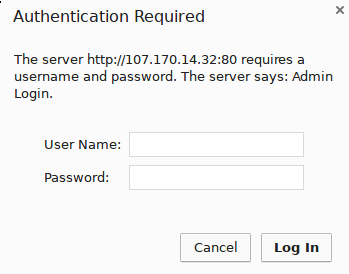 Authentication Required
The server http://107.170.14.32:80 requires a
username and password. The server says: Admin
Login.
User Name:
Password:
Cancel
Log In